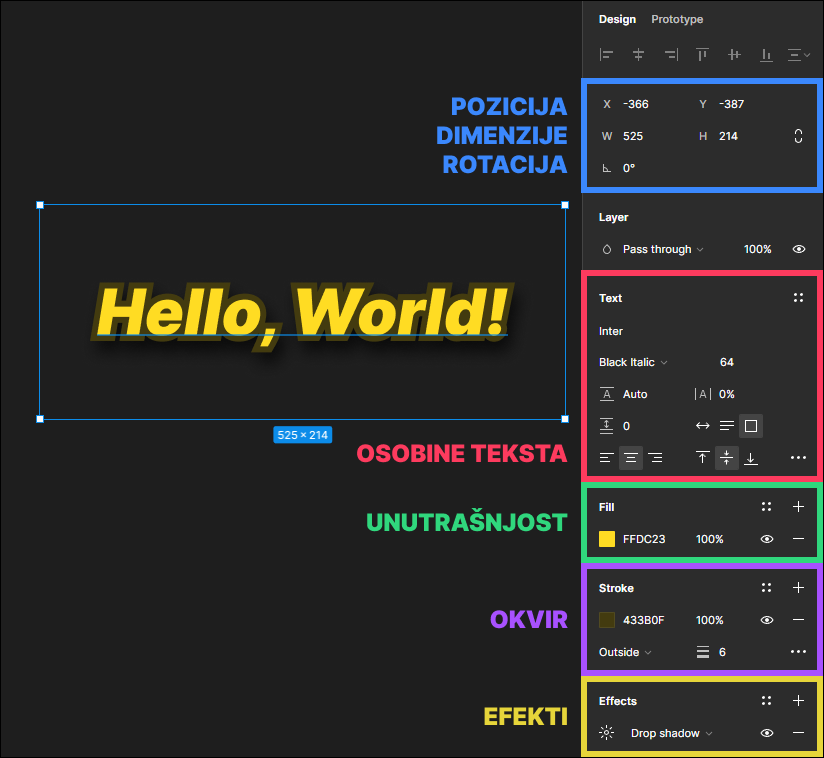 Design Prototype
POZICIJA
DIMENZIJE
ROTACIJA
X -366 Y -387
W 525 H 214
0°
Layer
Pass through 100%
Hello, World!
525 × 214
OSOBINE TEKSTA
Text
Inter
Black Italic 64
A Auto |A| 0%
0
UNUTRAŠNJOST
Fill
FFDC23 100%
OKVIR
Stroke
433B0F 100%
Outside 6
EFEKTI
Effects
Drop shadow